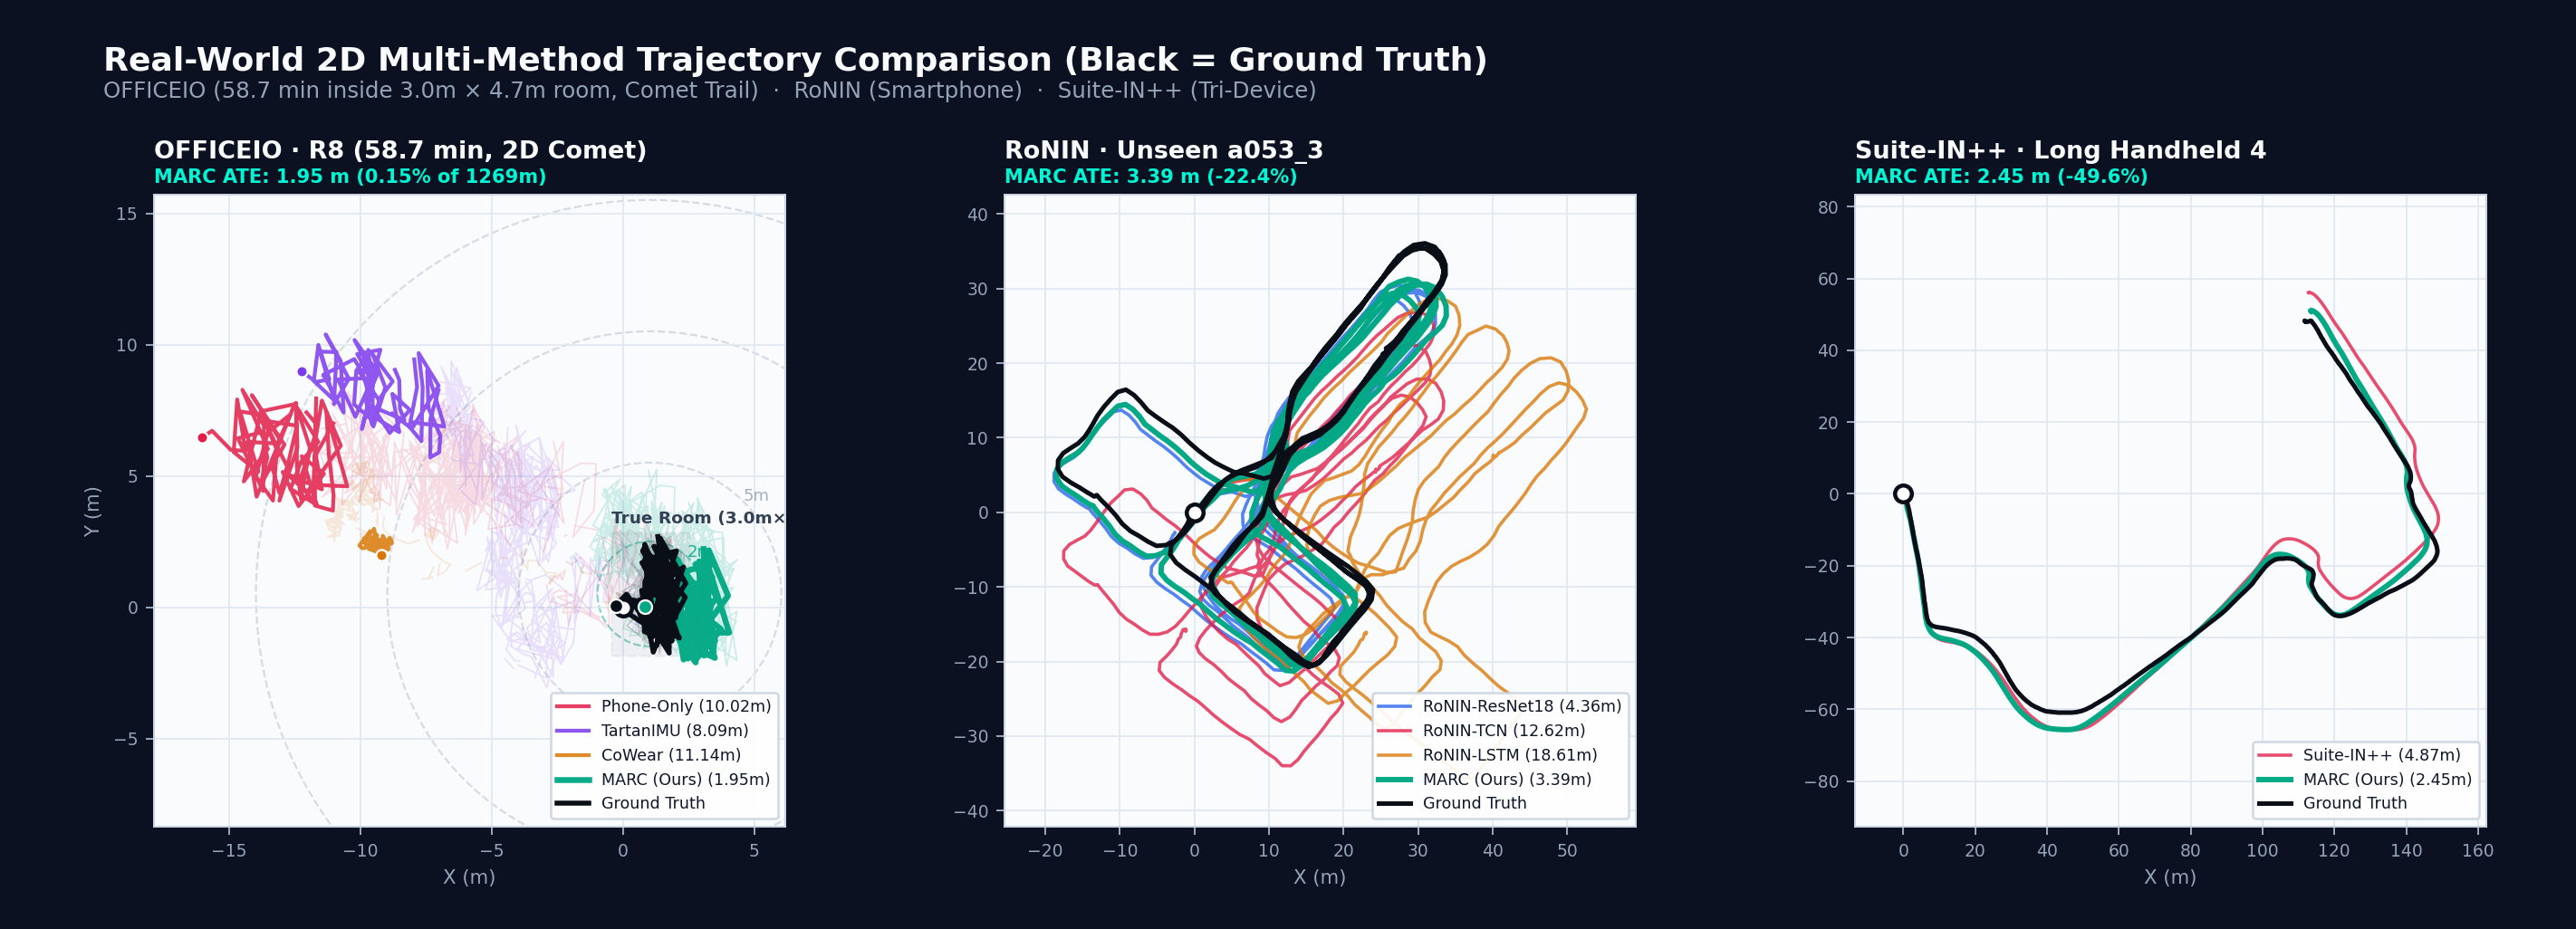 Real-World 2D Multi-Method Trajectory Comparison (Black = Ground Truth)
OFFICEIO (58.7 min inside 3.0m × 4.7m room, Comet Trail) · RoNIN (Smartphone) · Suite-IN++ (Tri-Device)
OFFICEIO · R8 (58.7 min, 2D Comet)
MARC ATE: 1.95 m (0.15% of 1269m)
15
10
5
0
−5
Y (m)
5m
True Room (3.0m×
Phone-Only (10.02m)
TartanIMU (8.09m)
CoWear (11.14m)
MARC (Ours) (1.95m)
Ground Truth
−15
−10
−5
0
5
X (m)
RoNIN · Unseen a053_3
MARC ATE: 3.39 m (-22.4%)
40
30
20
10
0
−10
−20
−30
−40
RoNIN-ResNet18 (4.36m)
RoNIN-TCN (12.62m)
RoNIN-LSTM (18.61m)
MARC (Ours) (3.39m)
Ground Truth
−20
−10
0
10
20
30
40
50
X (m)
Suite-IN++ · Long Handheld 4
MARC ATE: 2.45 m (-49.6%)
80
60
40
20
0
−20
−40
−60
−80
Suite-IN++ (4.87m)
MARC (Ours) (2.45m)
Ground Truth
0
20
40
60
80
100
120
140
160
X (m)